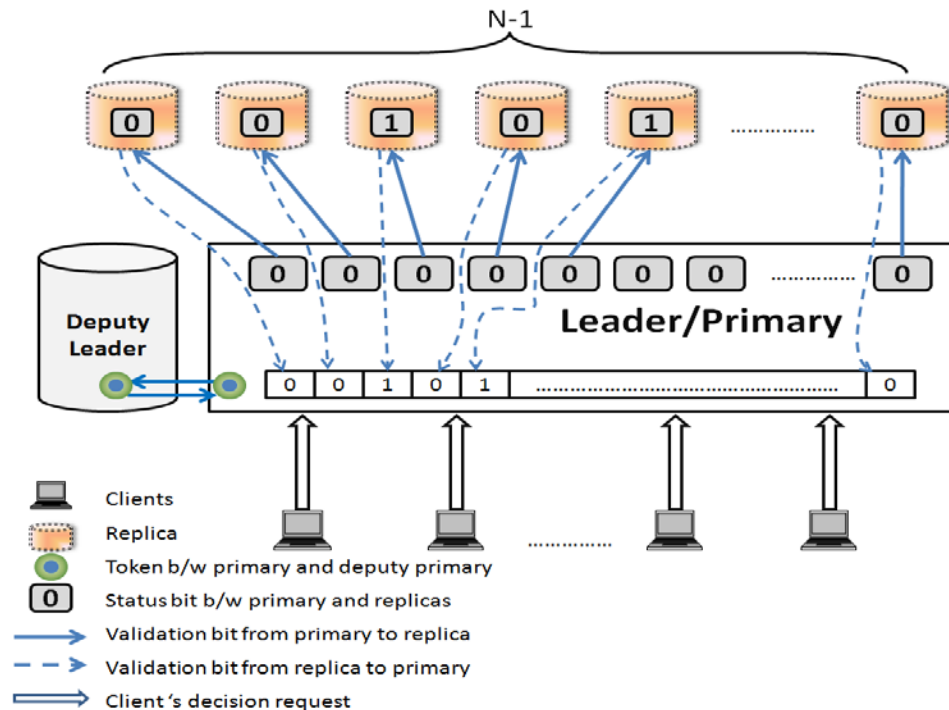 N-1
0 0 1 0 1 ............... 0
0 0 0 0 0 0 0 ............... 0
Deputy
Leader
Leader/Primary
0 0 1 0 1 ...................................................... 0
...............
Clients
Replica
Token b/w primary and deputy primary
0 Status bit b/w primary and replicas
Validation bit from primary to replica
Validation bit from replica to primary
Client's decision request